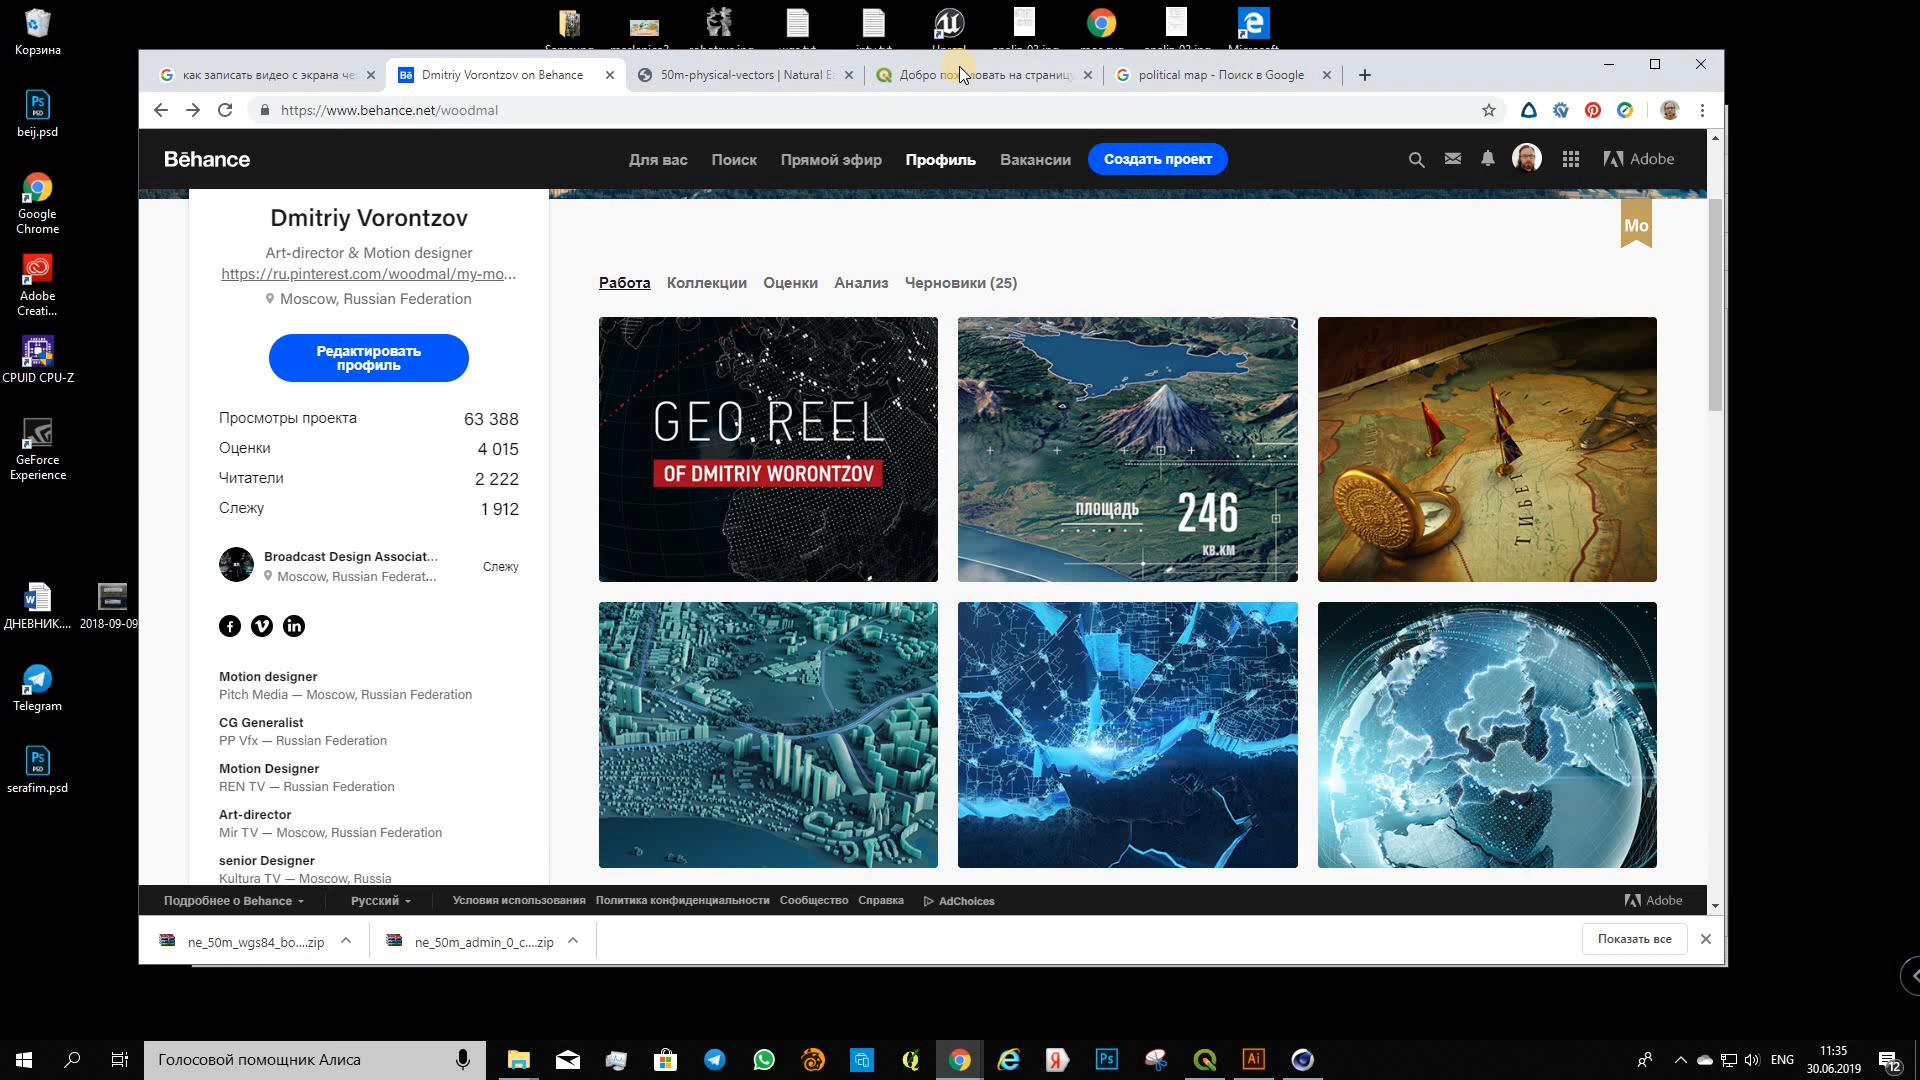 Корзина
beij.psd
Google
Chrome
Adobe
Creati...
CPUID CPU-Z
GeForce
Experience
ДНЕВНИК....
2018-09-09
Telegram
serafim.psd
как записать видео с экрана че
Dmitriy Vorontzov on Behance
50m-physical-vectors | Natural E
political map - Поиск в Google
https://www.behance.net/woodmal
Bēhance
Для вас
Поиск
Прямой эфир
Профиль
Вакансии
Создать проект
Adobe
Dmitriy Vorontzov
Art-director & Motion designer
https://ru.pinterest.com/woodmal/my-mo...
Moscow, Russian Federation
Редактировать
профиль
Просмотры проекта 63 388
Оценки 4 015
Читатели 2 222
Слежу 1 912
Broadcast Design Associat...
Moscow, Russian Federat...
Слежу
Motion designer
Pitch Media — Moscow, Russian Federation
CG Generalist
PP Vfx — Russian Federation
Motion Designer
REN TV — Russian Federation
Art-director
Mir TV — Moscow, Russian Federation
senior Designer
Kultura TV — Moscow, Russia
Mo
Работа
Коллекции
Оценки
Анализ
Черновики (25)
GEO.REEL
OF DMITRIY WORONTZOV
площадь
246
кв.км
ТИБЕТ
Подробнее о Behance
Русский
Условия использования
Политика конфиденциальности
Сообщество
Справка
AdChoices
Adobe
ne_50m_wgs84_bo....zip
ne_50m_admin_0_c....zip
Показать все
Голосовой помощник Алиса
ENG
11:35
30.06.2019
12